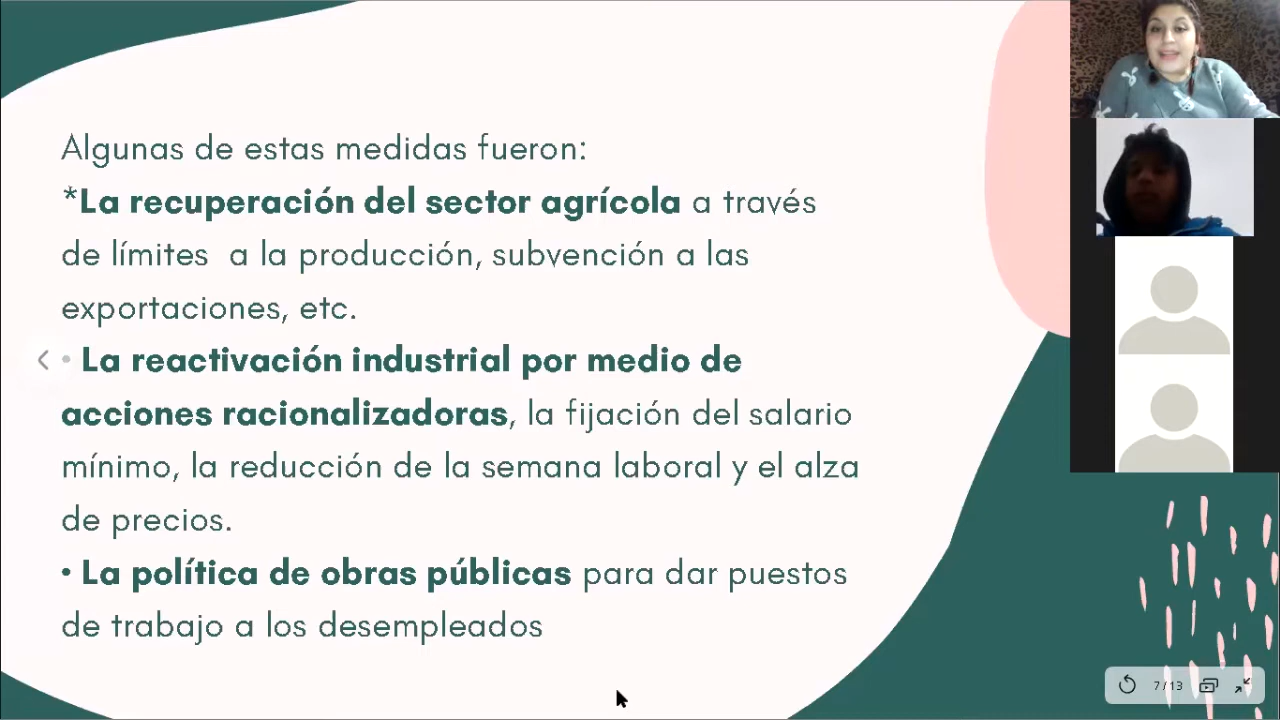 Algunas de estas medidas fueron:
*La recuperación del sector agrícola a través
de límites a la producción, subvención a las
exportaciones, etc.
• La reactivación industrial por medio de
acciones racionalizadoras, la fijación del salario
mínimo, la reducción de la semana laboral y el alza
de precios.
• La política de obras públicas para dar puestos
de trabajo a los desempleados
7/13